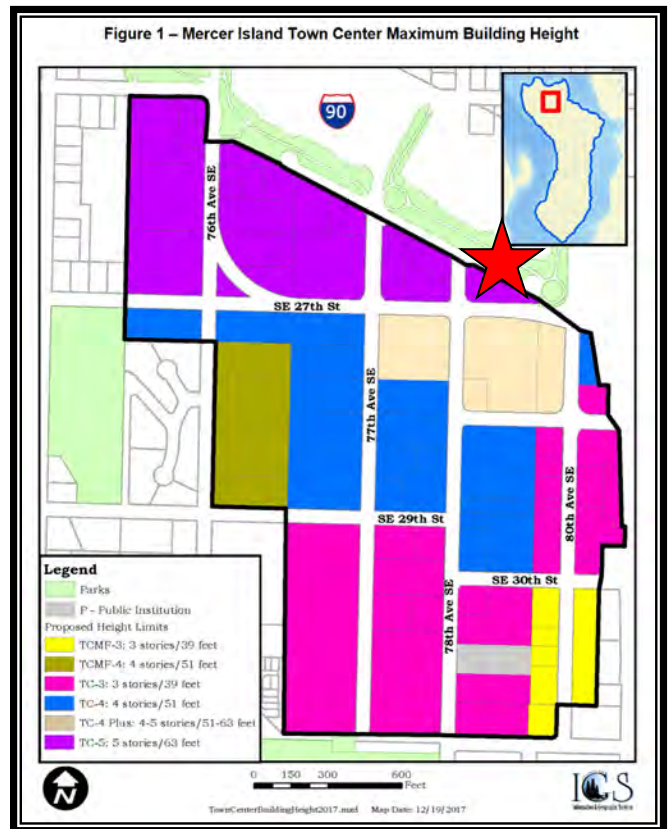 Figure 1 – Mercer Island Town Center Maximum Building Height
90
76th Ave SE
SE 27th St
77th Ave SE
78th Ave SE
80th Ave SE
SE 29th St
SE 30th St
Legend
Parks
P - Public Institution
Proposed Height Limits
TCMF-3: 3 stories/39 feet
TCMF-4: 4 stories/51 feet
TC-3: 3 stories/39 feet
TC-4: 4 stories/51 feet
TC-4 Plus: 4-5 stories/51-63 feet
TC-5: 5 stories/63 feet
N
0 150 300 600
Feet
TownCenterBuildingHeight2017.mxd Map Date: 12/19/2017